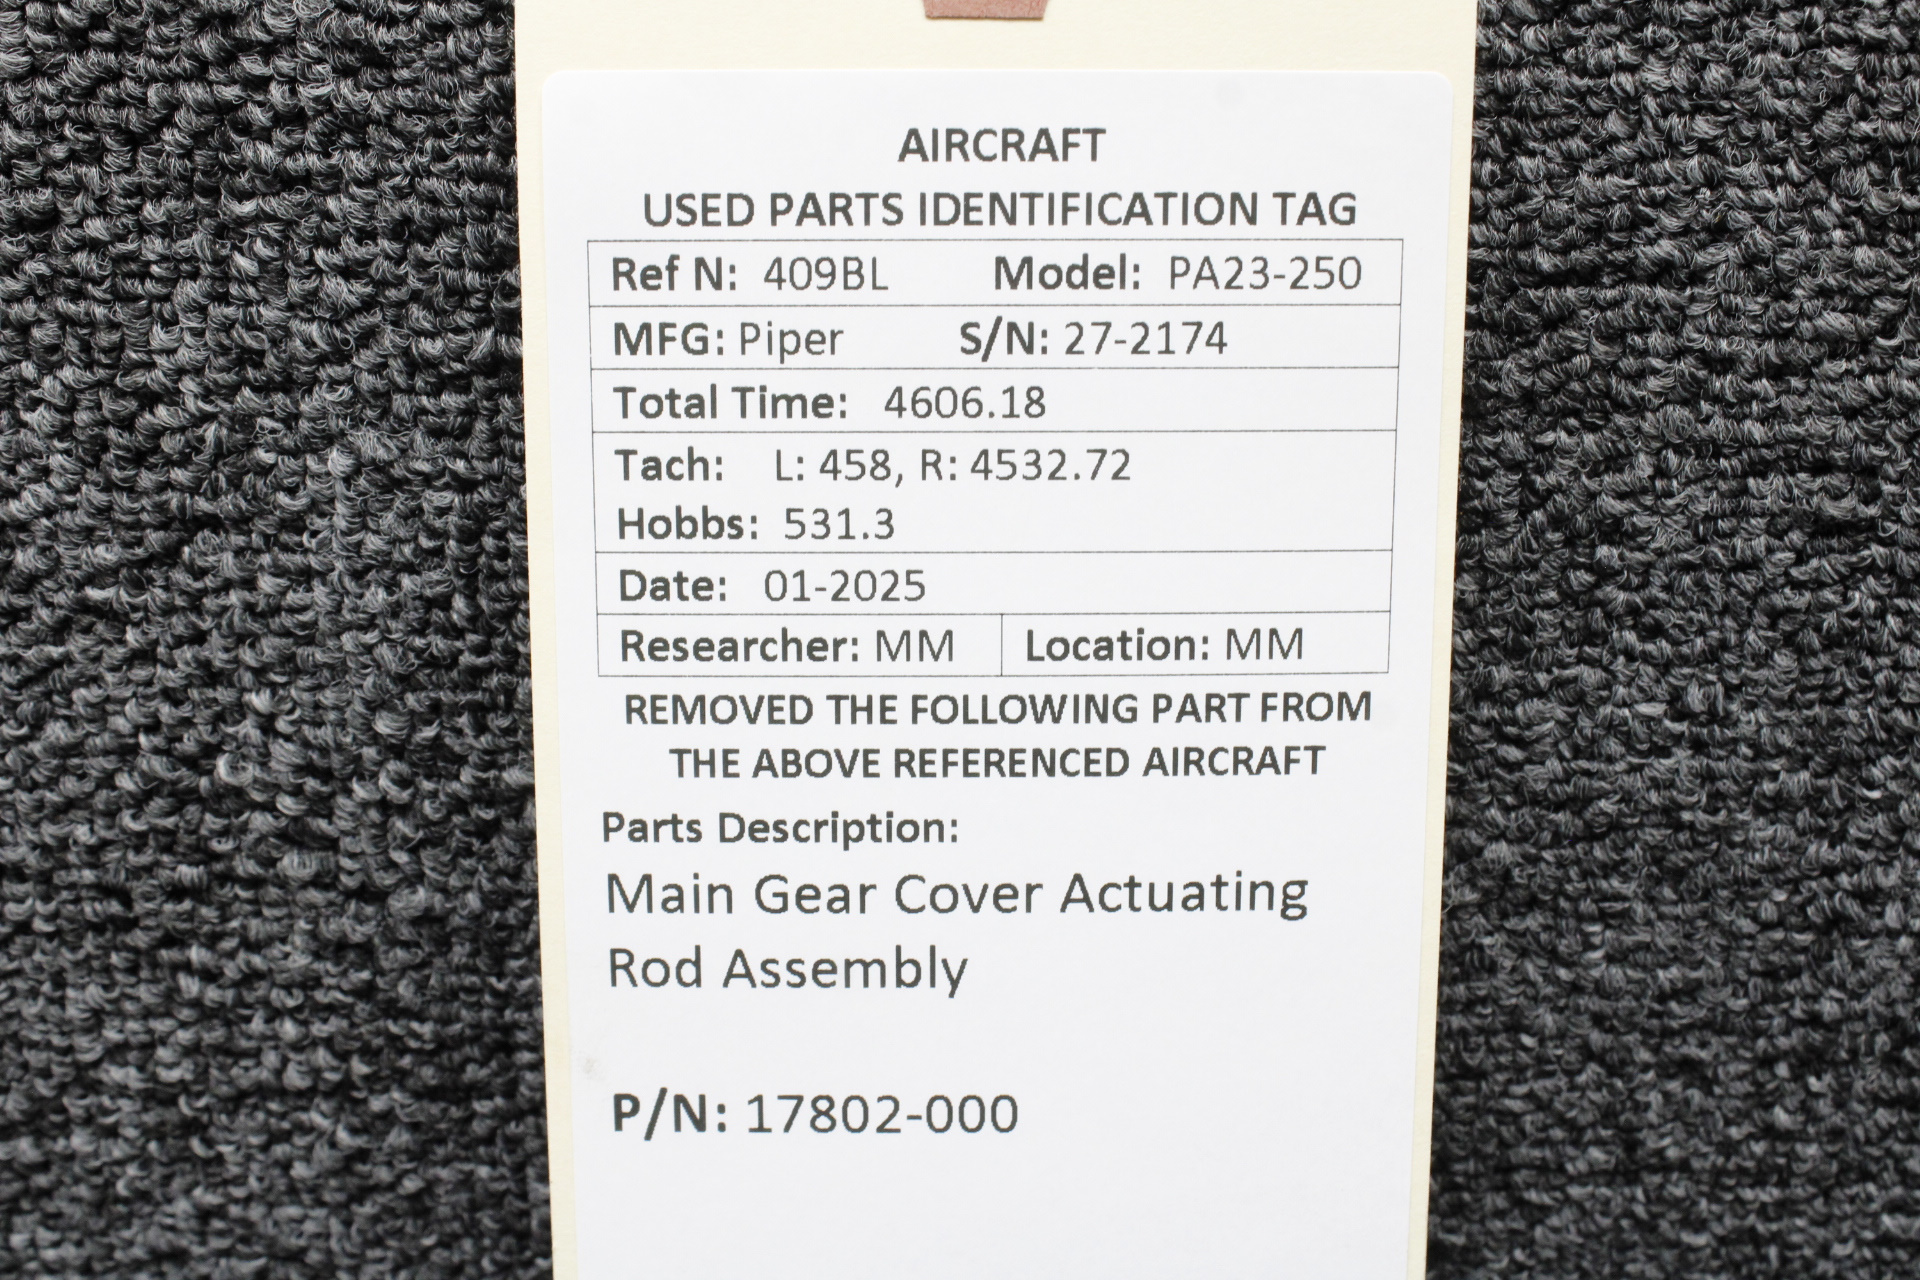 AIRCRAFT
USED PARTS IDENTIFICATION TAG
Ref N: 409BL Model: PA23-250
MFG: Piper S/N: 27-2174
Total Time: 4606.18
Tach: L: 458, R: 4532.72
Hobbs: 531.3
Date: 01-2025
Researcher: MM Location: MM
REMOVED THE FOLLOWING PART FROM
THE ABOVE REFERENCED AIRCRAFT
Parts Description:
Main Gear Cover Actuating
Rod Assembly
P/N: 17802-000